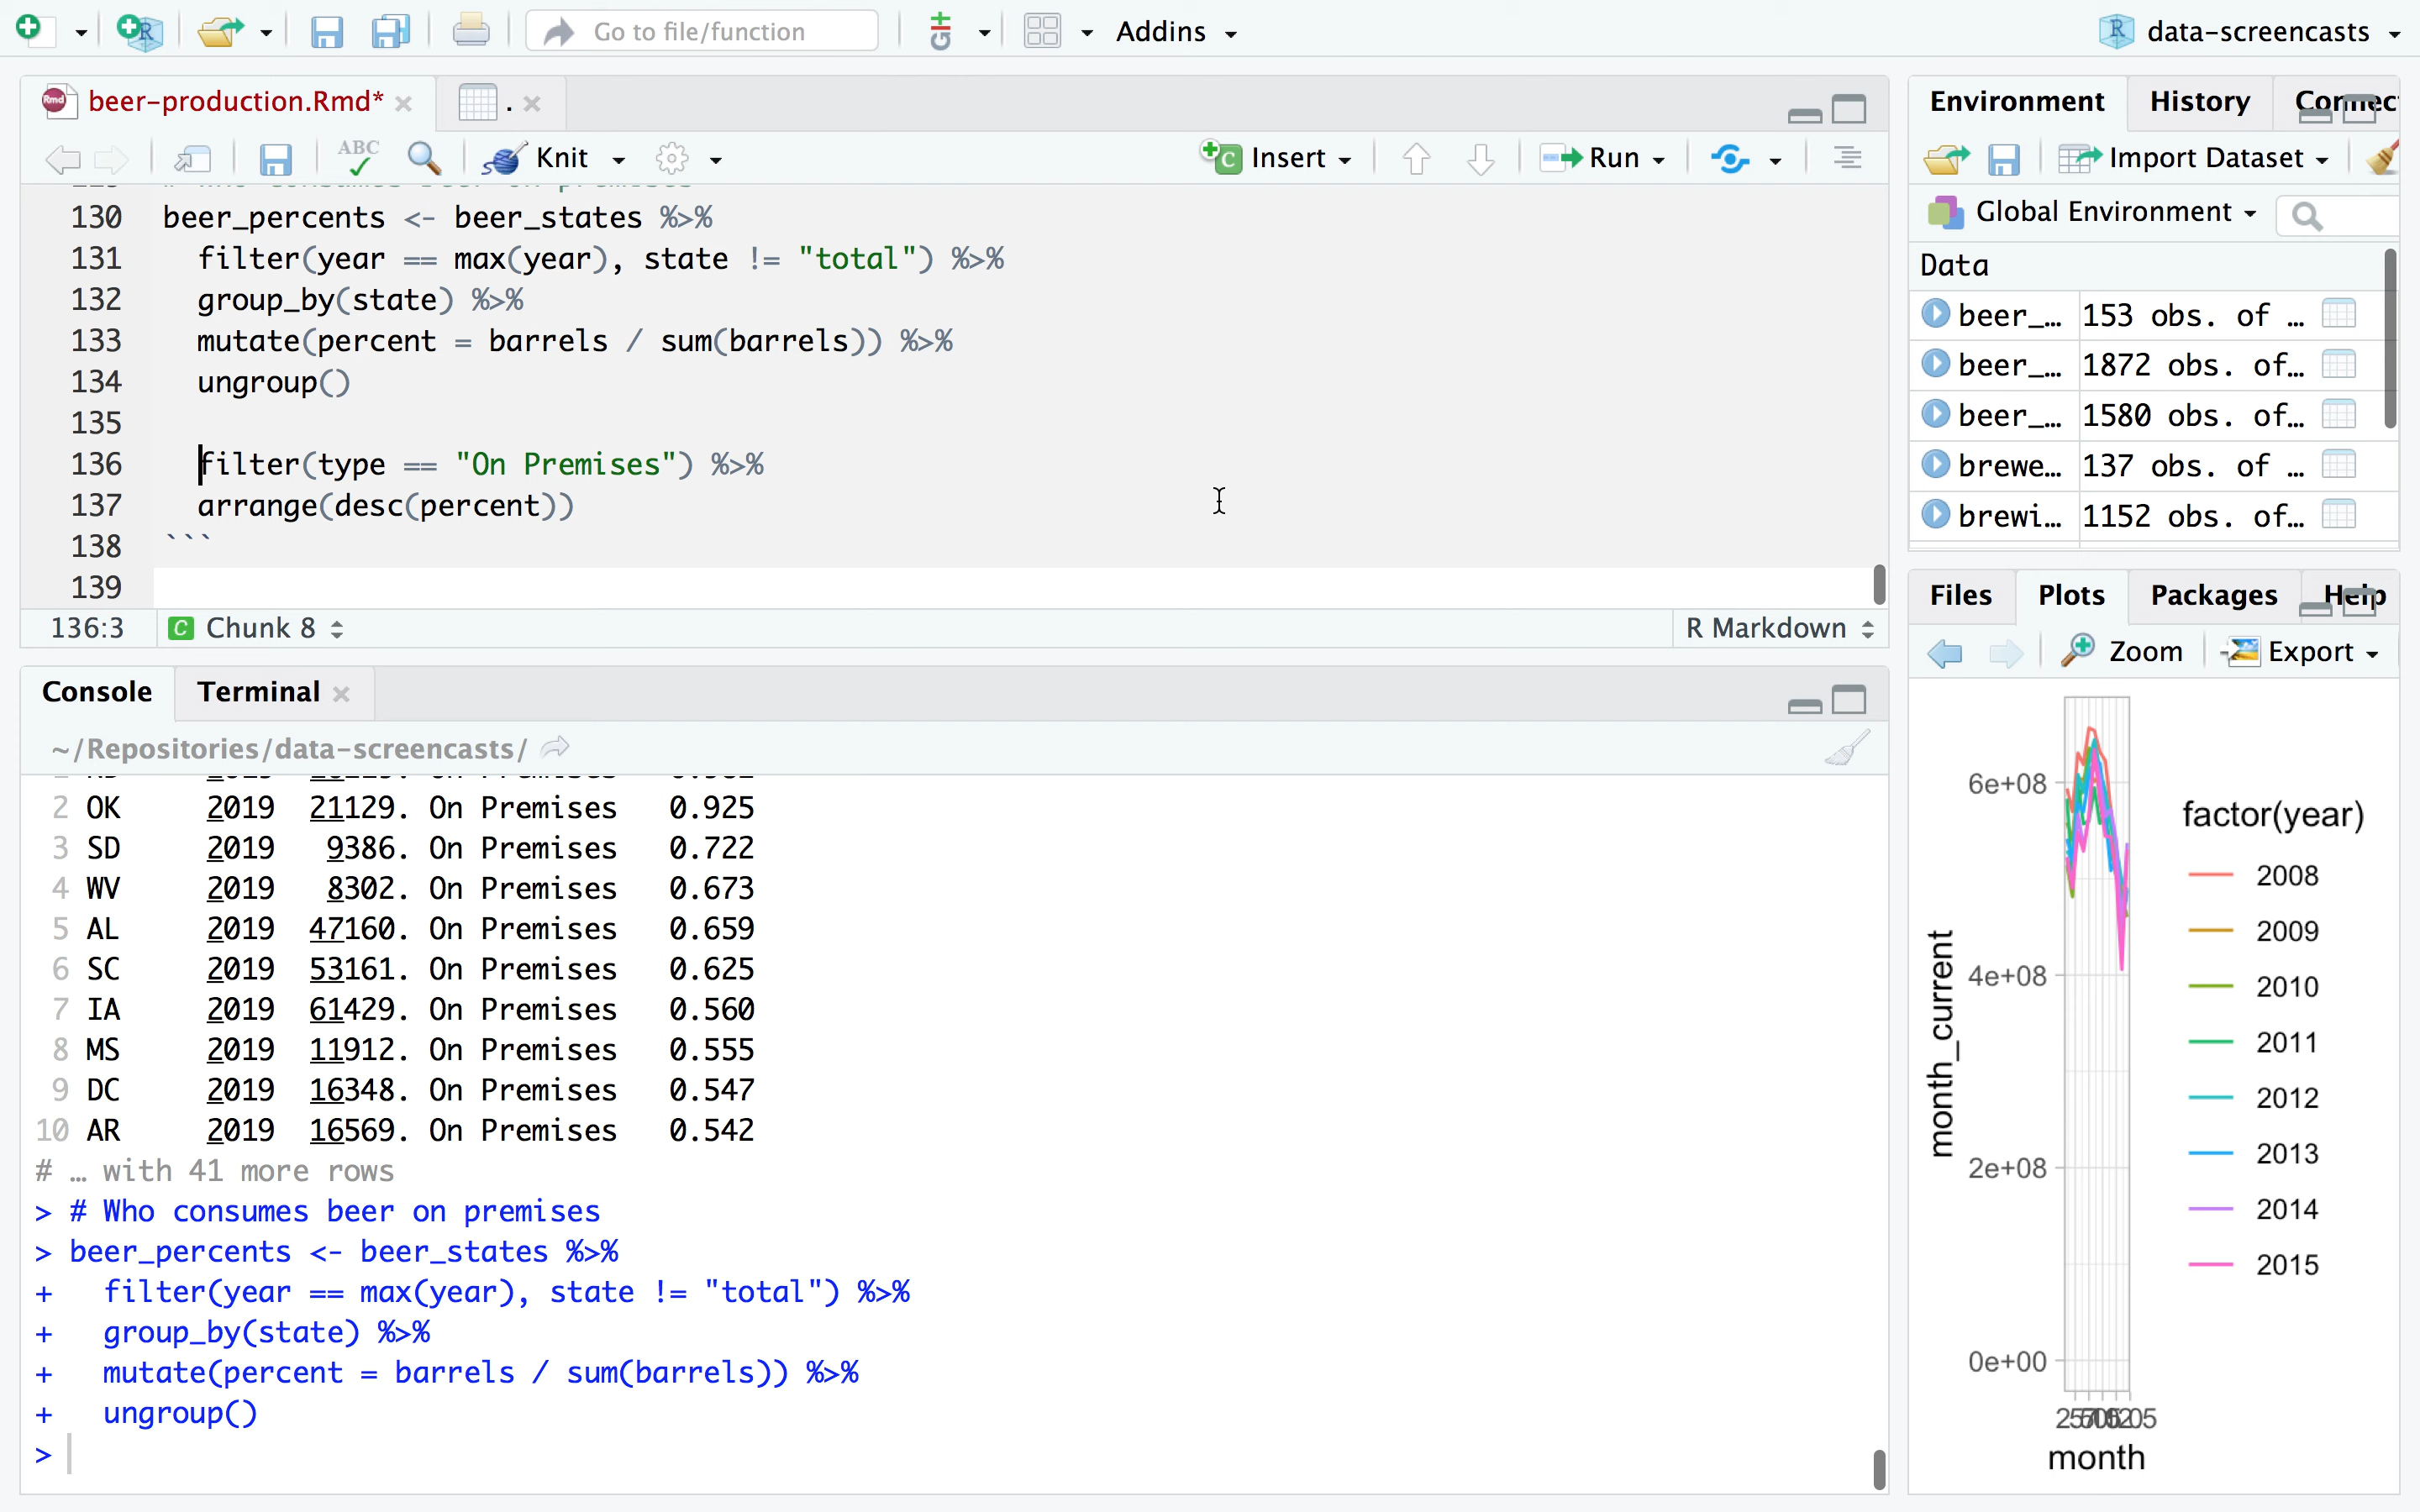 Go to file/function
Addins
data-screencasts
beer-production.Rmd*
.
Environment
History
ABC
Knit
Insert
Run
Import Dataset
Global Environment
130 beer_percents <- beer_states %>%
131 filter(year == max(year), state != "total") %>%
132 group_by(state) %>%
133 mutate(percent = barrels / sum(barrels)) %>%
134 ungroup()
135
136 filter(type == "On Premises") %>%
137 arrange(desc(percent))
138 ```
139
136:3 Chunk 8
R Markdown
Data
beer_… 153 obs. of …
beer_… 1872 obs. of…
beer_… 1580 obs. of…
brewe… 137 obs. of …
brewi… 1152 obs. of…
Console
Terminal
~/Repositories/data-screencasts/
2 OK 2019 21129. On Premises 0.925
3 SD 2019 9386. On Premises 0.722
4 WV 2019 8302. On Premises 0.673
5 AL 2019 47160. On Premises 0.659
6 SC 2019 53161. On Premises 0.625
7 IA 2019 61429. On Premises 0.560
8 MS 2019 11912. On Premises 0.555
9 DC 2019 16348. On Premises 0.547
10 AR 2019 16569. On Premises 0.542
# … with 41 more rows
> # Who consumes beer on premises
> beer_percents <- beer_states %>%
+ filter(year == max(year), state != "total") %>%
+ group_by(state) %>%
+ mutate(percent = barrels / sum(barrels)) %>%
+ ungroup()
>
Files
Plots
Packages
Help
Zoom
Export
6e+08
4e+08
2e+08
0e+00
month_current
month
factor(year)
2008
2009
2010
2011
2012
2013
2014
2015